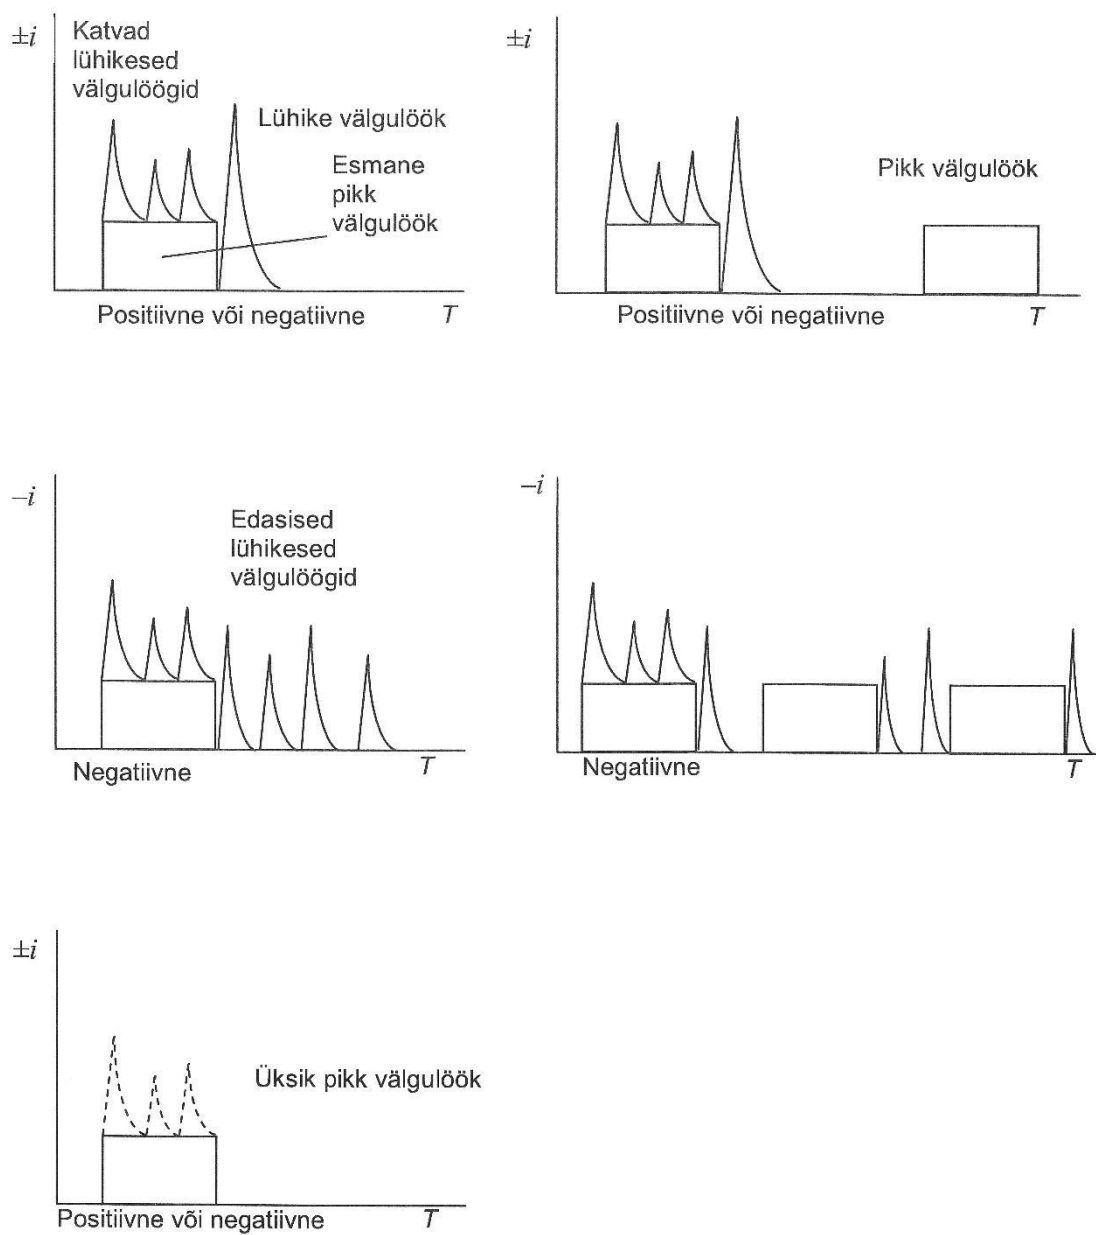 ±i
Katvad
lühikesed
välgulöögid
Lühike välgulöök
Esmane
pikk
välgulöök
Positiivne või negatiivne
T
±i
Pikk välgulöök
Positiivne või negatiivne
T
–i
Edasised
lühikesed
välgulöögid
Negatiivne
T
–i
Negatiivne
T
±i
Üksik pikk välgulöök
Positiivne või negatiivne
T